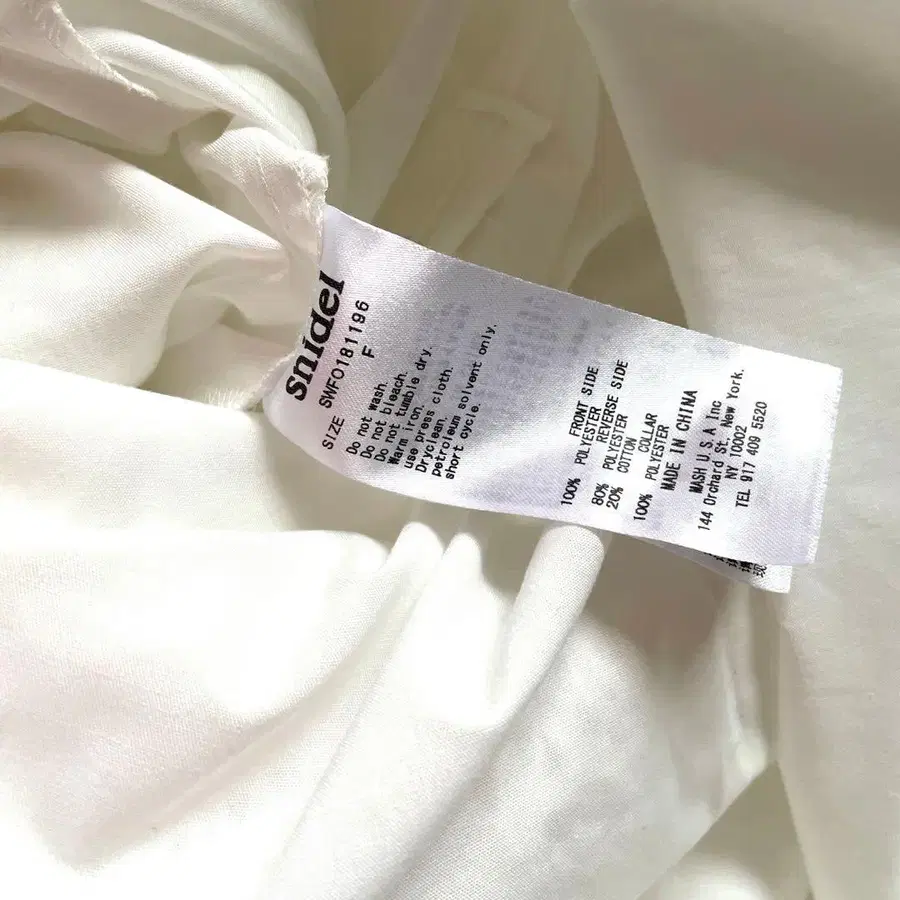 snidel
SWFO181196
SIZE F
Do not wash.
Do not bleach.
Do not tumble dry.
Warm iron.
use press cloth.
Dryclean.
petroleum solvent only.
short cycle.
FRONT SIDE
100% POLYESTER
REVERSE SIDE
80% POLYESTER
20% COTTON
COLLAR
100% POLYESTER
MADE IN CHINA
MASH U.S.A Inc
144 Orchard St. New York.
NY 10002
TEL 917 409 5520